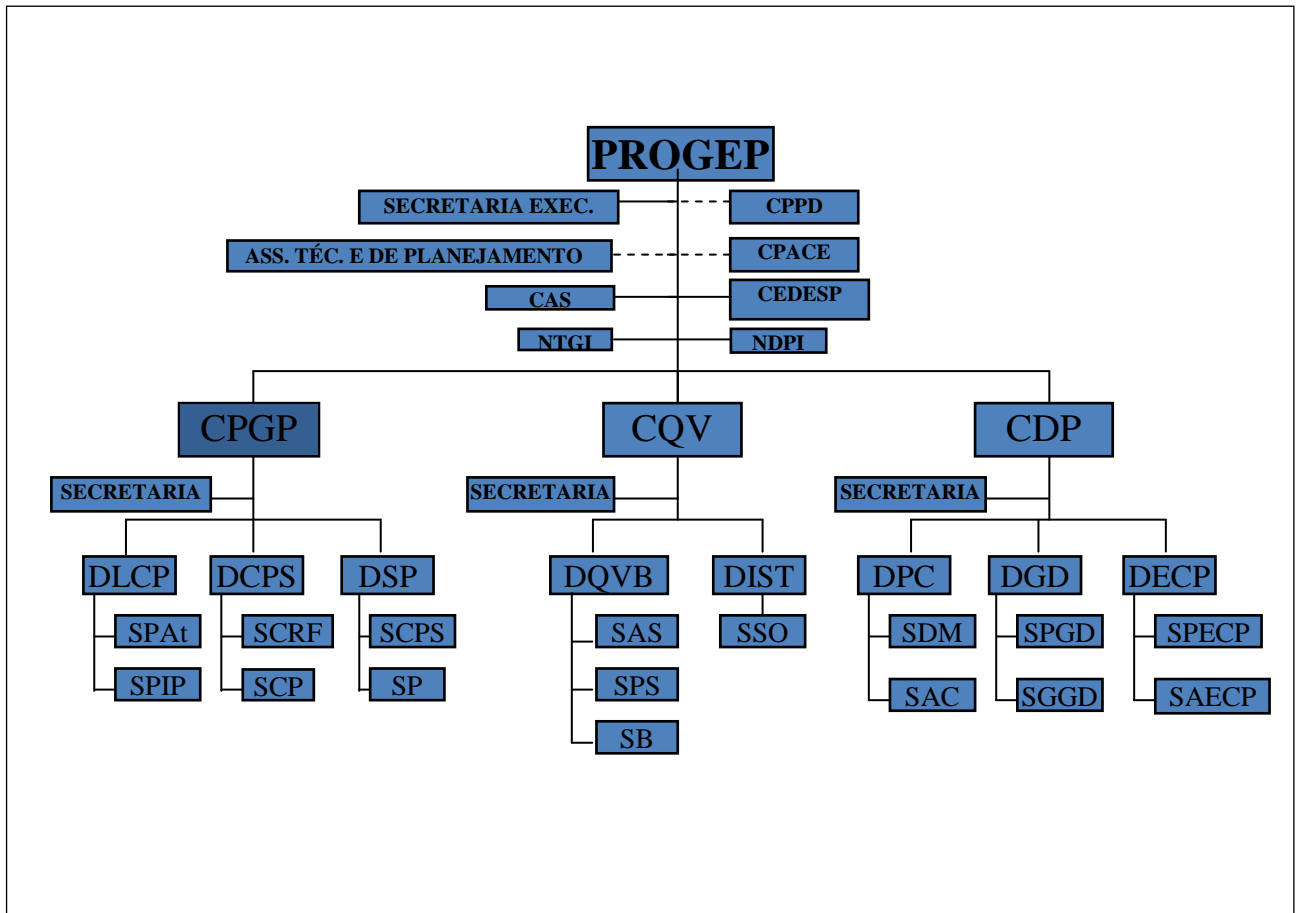 PROGEP
SECRETARIA EXEC.
CPPD
ASS. TÉC. E DE PLANEJAMENTO
CPACE
CAS
CEDESP
NTGI
NDPI
CPGP
CQV
CDP
SECRETARIA
SECRETARIA
SECRETARIA
DLCP
DCPS
DSP
DQVB
DIST
DPC
DGD
DECP
SPAt
SCRF
SCPS
SAS
SSO
SDM
SPGD
SPECP
SPIP
SCP
SP
SPS
SAC
SGGD
SAECP
SB